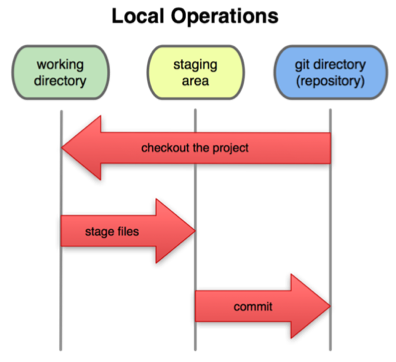 Local Operations
working
directory
staging
area
git directory
(repository)
checkout the project
stage files
commit